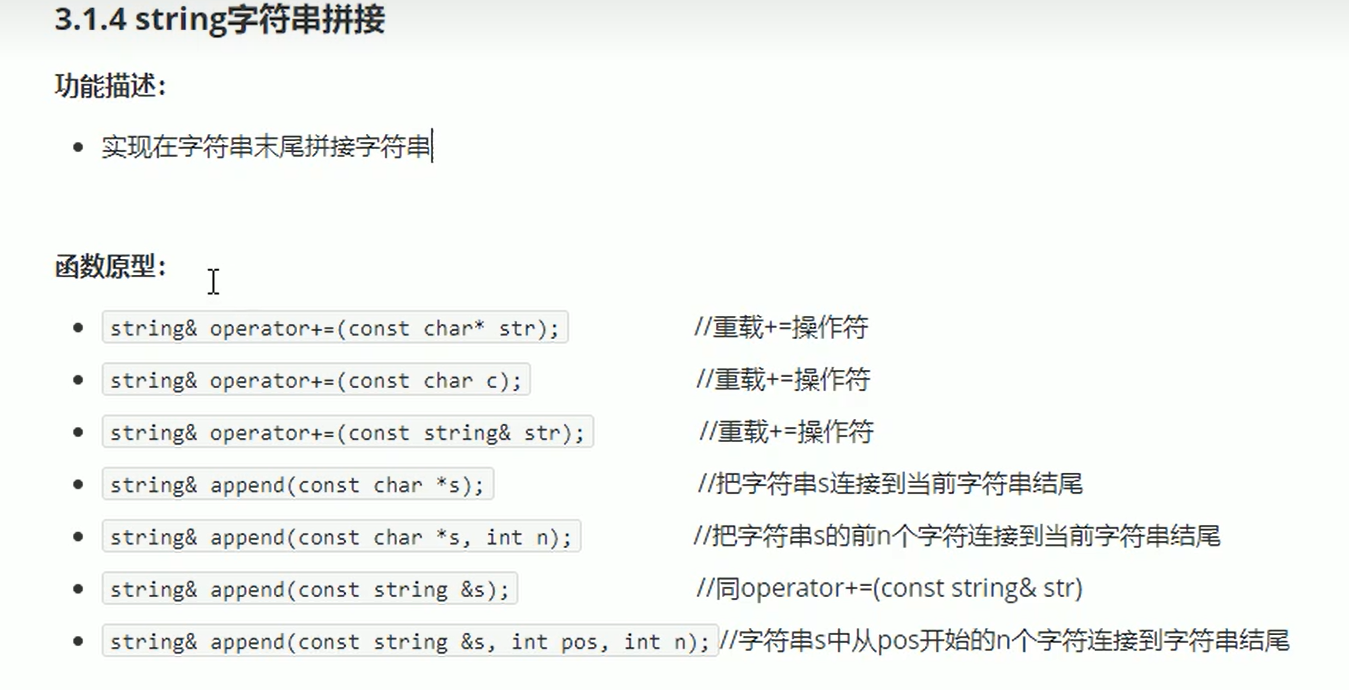 3.1.4 string字符串拼接
功能描述：
实现在字符串末尾拼接字符串
函数原型：
string& operator+=(const char* str); //重载+=操作符
string& operator+=(const char c); //重载+=操作符
string& operator+=(const string& str); //重载+=操作符
string& append(const char *s); //把字符串s连接到当前字符串结尾
string& append(const char *s, int n); //把字符串s的前n个字符连接到当前字符串结尾
string& append(const string &s); //同operator+=(const string& str)
string& append(const string &s, int pos, int n); //字符串s中从pos开始的n个字符连接到字符串结尾